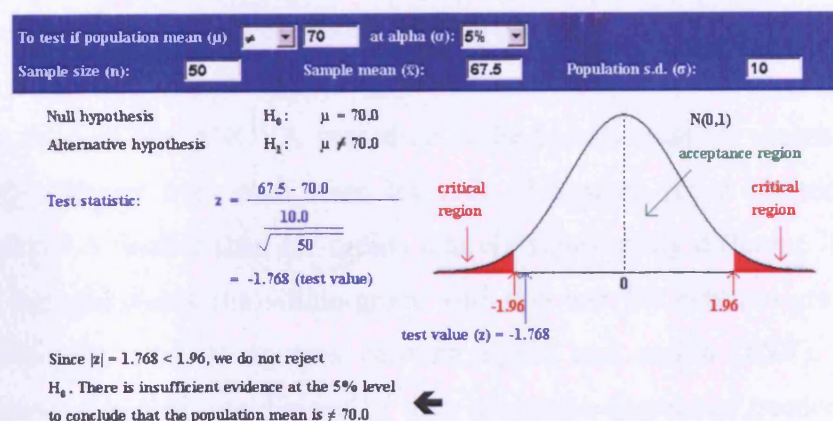 To test if population mean (μ) ≠ 70 at alpha (σ): 5%
Sample size (n): 50 Sample mean (x̄): 67.5 Population s.d. (σ): 10
Null hypothesis H₀: μ = 70.0
Alternative hypothesis H₁: μ ≠ 70.0
N(0,1)
acceptance region
critical
region
critical
region
Test statistic: z = 67.5 - 70.0
10.0
√50
= -1.768 (test value)
0
-1.96
1.96
test value (z) = -1.768
Since |z| = 1.768 < 1.96, we do not reject
H₀. There is insufficient evidence at the 5% level
to conclude that the population mean is ≠ 70.0